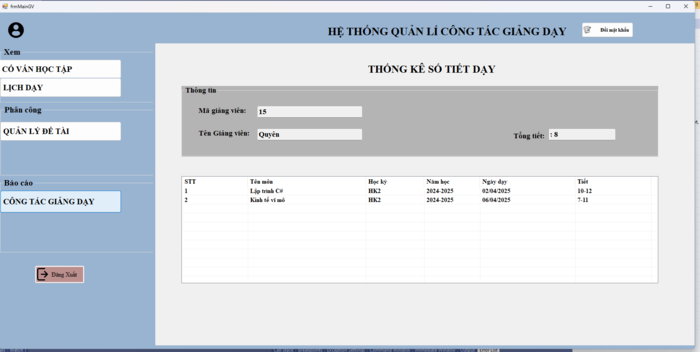 frmMainGV
HỆ THỐNG QUẢN LÍ CÔNG TÁC GIẢNG DẠY
Đổi mật khẩu
Xem
CỐ VẤN HỌC TẬP
LỊCH DẠY
Phân công
QUẢN LÝ ĐỀ TÀI
Báo cáo
CÔNG TÁC GIẢNG DẠY
Đăng Xuất
THỐNG KÊ SỐ TIẾT DẠY
Thông tin
Mã giảng viên: 15
Tên Giảng viên: Quyên Tổng tiết: : 8
STT Tên môn Học kỳ Năm học Ngày dạy Tiết
1 Lập trình C# HK2 2024-2025 02/04/2025 10-12
2 Kinh tế vĩ mô HK2 2024-2025 06/04/2025 7-11